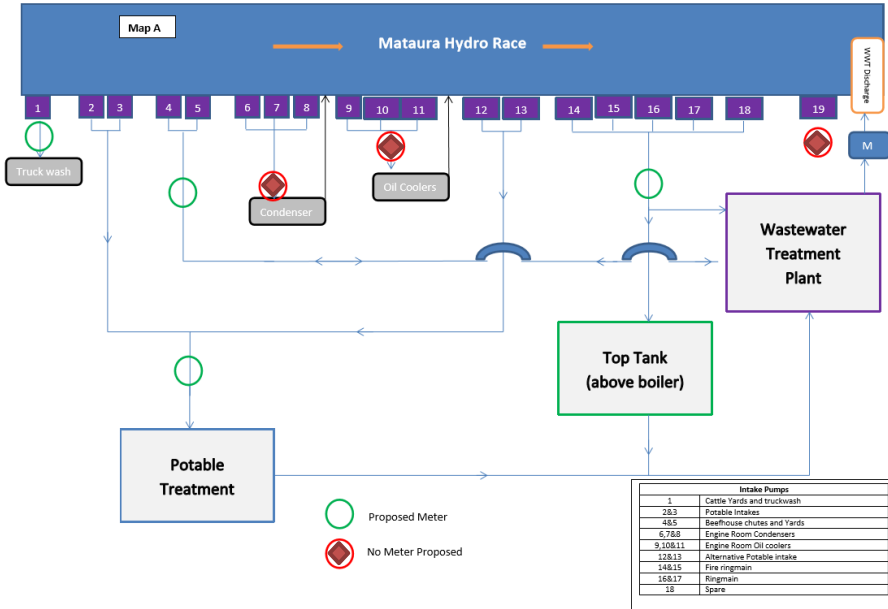 Map A
Mataura Hydro Race
WWT Discharge
1
2
3
4
5
6
7
8
9
10
11
12
13
14
15
16
17
18
19
M
Truck wash
Condenser
Oil Coolers
Wastewater
Treatment
Plant
Top Tank
(above boiler)
Potable
Treatment
Proposed Meter
No Meter Proposed
Intake Pumps
1 Cattle Yards and truckwash
2&3 Potable Intakes
4&5 Beefhouse chutes and Yards
6,7&8 Engine Room Condensers
9,10&11 Engine Room Oil coolers
12&13 Alternative Potable intake
14&15 Fire ringmain
16&17 Ringmain
18 Spare